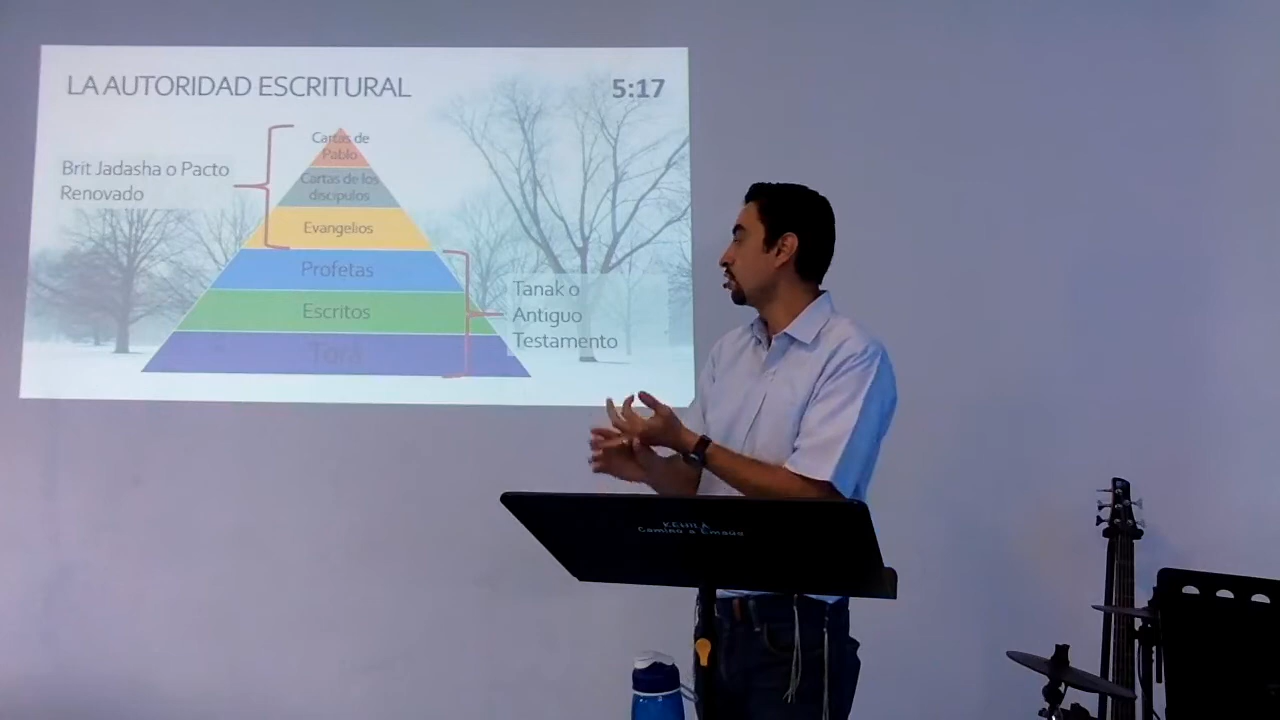 LA AUTORIDAD ESCRITURAL
5:17
Cartas de
Pablo
Brit Jadasha o Pacto
Renovado
Cartas de los
discípulos
Evangelios
Profetas
Tanak o
Antiguo
Testamento
Escritos
Torá
KEHILA
Camino a Emaús